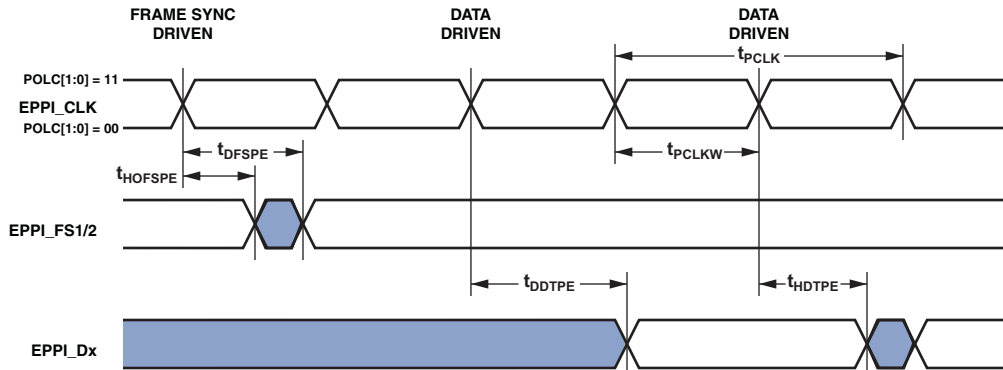 FRAME SYNC
DRIVEN
DATA
DRIVEN
DATA
DRIVEN
tPCLK
POLC[1:0] = 11
EPPI_CLK
POLC[1:0] = 00
tDFSPE
tPCLKW
tHOFSPE
EPPI_FS1/2
tDDTPE
tHDTPE
EPPI_Dx